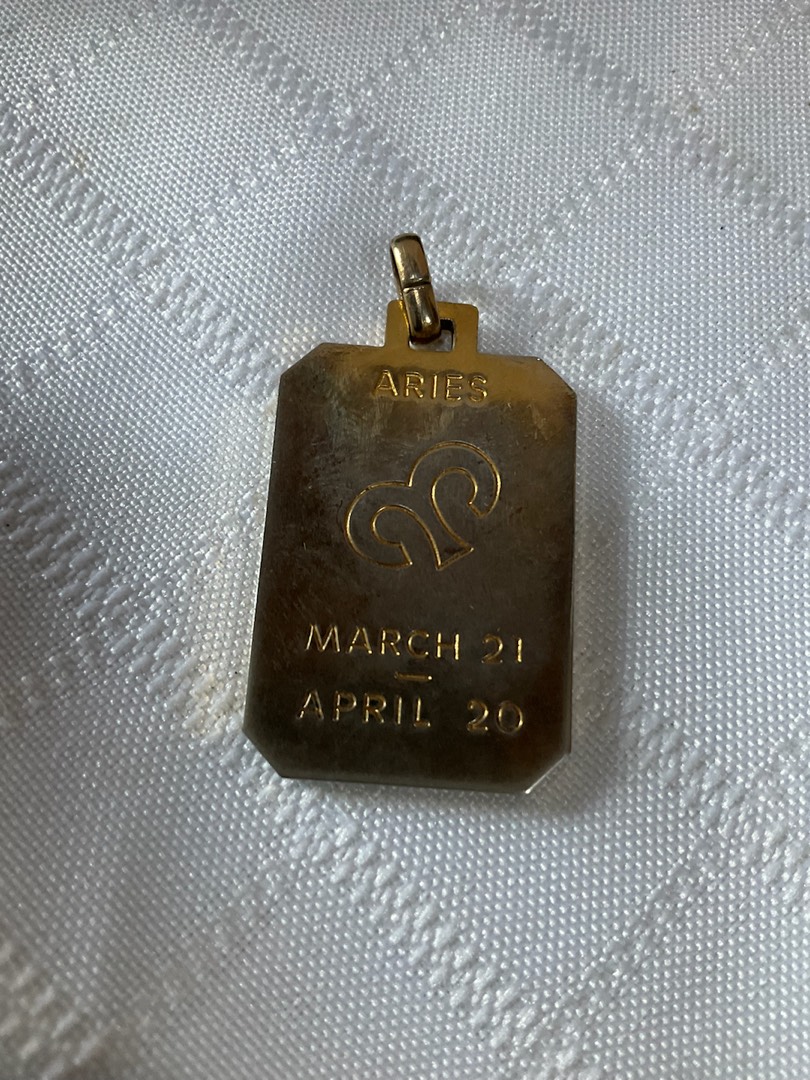 ARIES
MARCH 21
—
APRIL 20